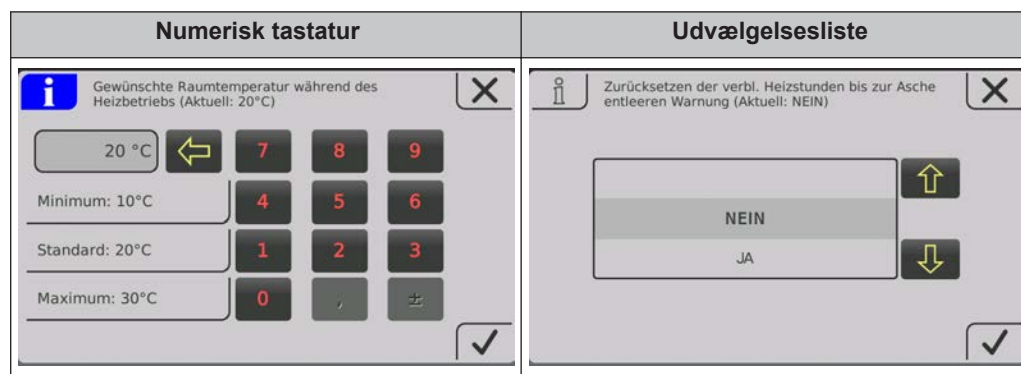 Numerisk tastatur
Udvælgelsesliste
i
Gewünschte Raumtemperatur während des
Heizbetriebs (Aktuell: 20°C)
20 °C
7 8 9
Minimum: 10°C
4 5 6
Standard: 20°C
1 2 3
Maximum: 30°C
0 , ±
i
Zurücksetzen der verbl. Heizstunden bis zur Asche
entleeren Warnung (Aktuell: NEIN)
NEIN
JA